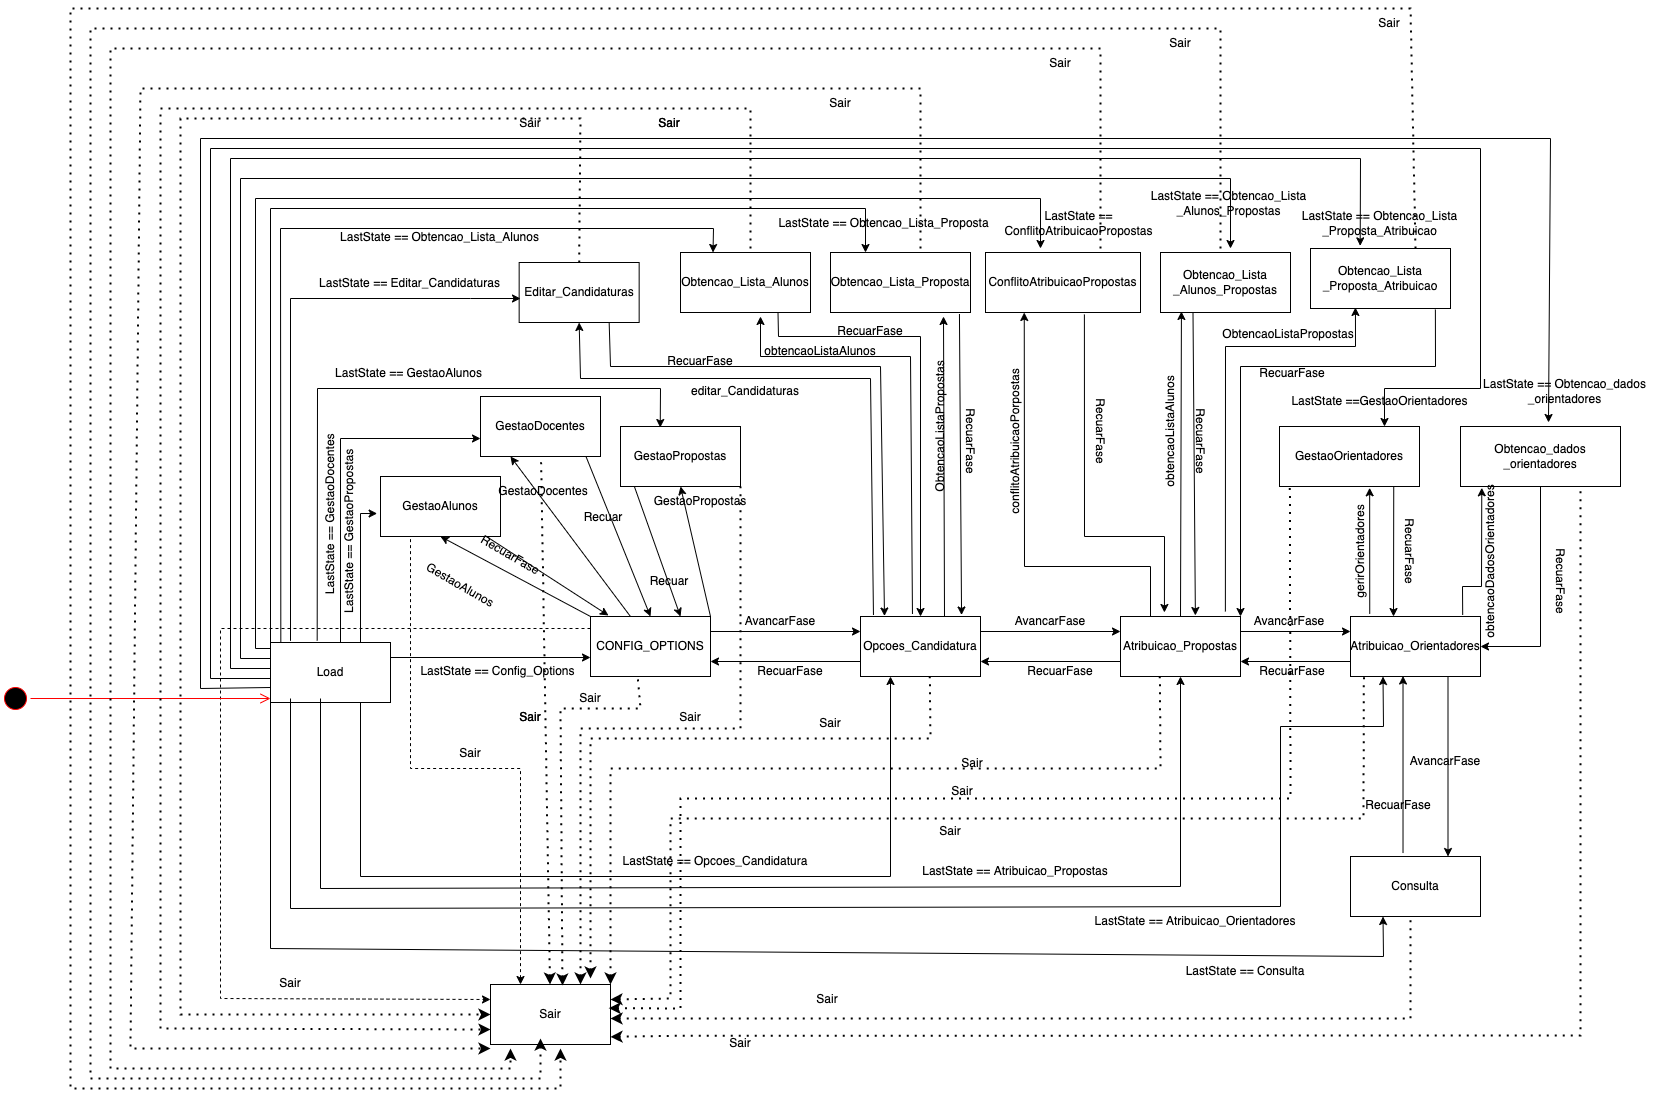 Sair
Sair
Sair
Sair
Sair
Sair
LastState == Obtencao_Lista
_Alunos_Propostas
LastState == Obtencao_Lista_Proposta
LastState ==
ConflitoAtribuicaoPropostas
LastState == Obtencao_Lista
_Proposta_Atribuicao
LastState == Obtencao_Lista_Alunos
LastState == Editar_Candidaturas
Editar_Candidaturas
Obtencao_Lista_Alunos
Obtencao_Lista_Proposta
ConflitoAtribuicaoPropostas
Obtencao_Lista
_Alunos_Propostas
Obtencao_Lista
_Proposta_Atribuicao
RecuarFase
obtencaoListaAlunos
RecuarFase
editar_Candidaturas
ObtencaoListaPropostas
RecuarFase
LastState == GestaoAlunos
ObtencaoListaPropostas
RecuarFase
conflitoAtribuicaoPorpostas
RecuarFase
obtencaoListaAlunos
RecuarFase
LastState ==GestaoOrientadores
LastState == Obtencao_dados
_orientadores
GestaoDocentes
GestaoPropostas
GestaoAlunos
GestaoOrientadores
Obtencao_dados
_orientadores
LastState == GestaoDocentes
LastState == GestaoPropostas
GestaoDocentes
GestaoPropostas
Recuar
RecuarFase
GestaoAlunos
Recuar
gerirOrientadores
RecuarFase
obtencaoDadosOrientadores
RecuarFase
AvancarFase
AvancarFase
AvancarFase
Load
CONFIG_OPTIONS
Opcoes_Candidatura
Atribuicao_Propostas
Atribuicao_Orientadores
LastState == Config_Options
RecuarFase
RecuarFase
RecuarFase
Sair
Sair
Sair
Sair
Sair
Sair
AvancarFase
Sair
RecuarFase
Sair
LastState == Opcoes_Candidatura
LastState == Atribuicao_Propostas
Consulta
LastState == Atribuicao_Orientadores
LastState == Consulta
Sair
Sair
Sair
Sair